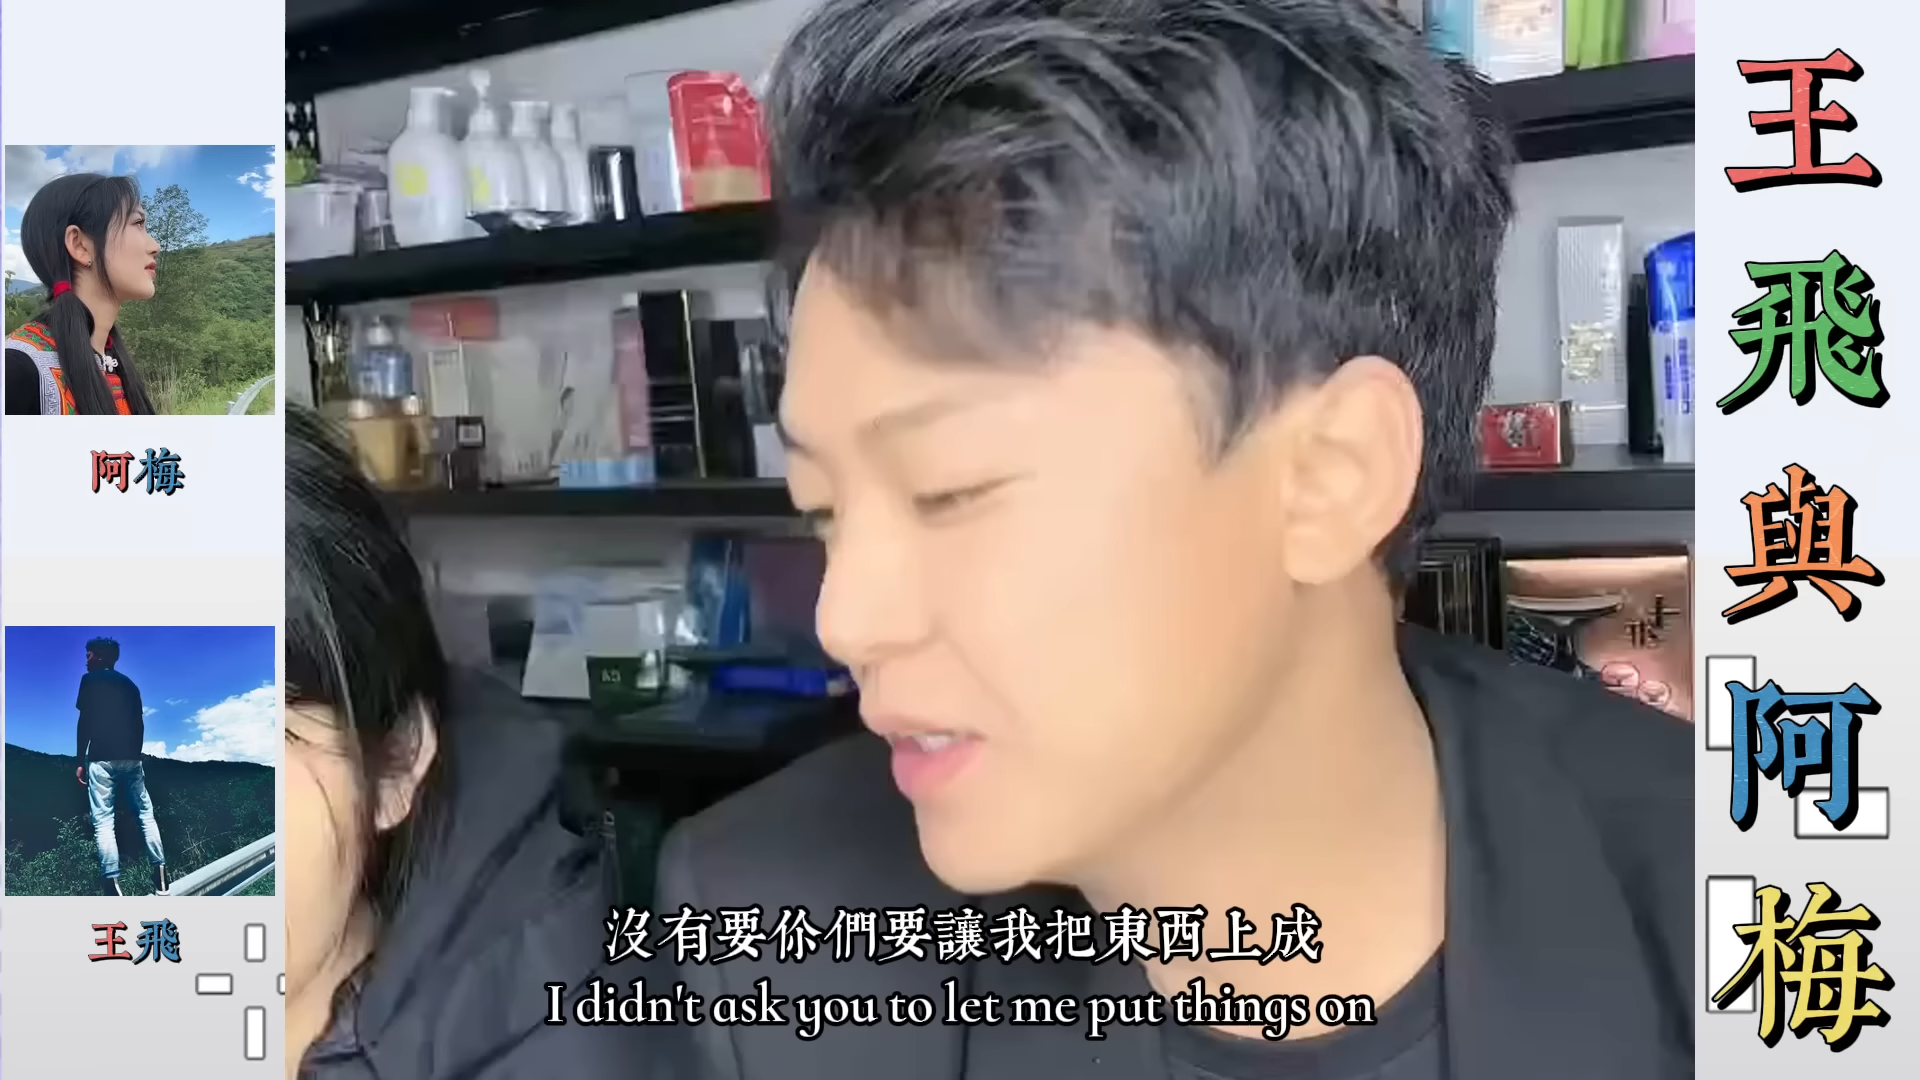 阿梅
王飛
沒有要你們要讓我把東西上成
I didn't ask you to let me put things on
王飛與阿梅